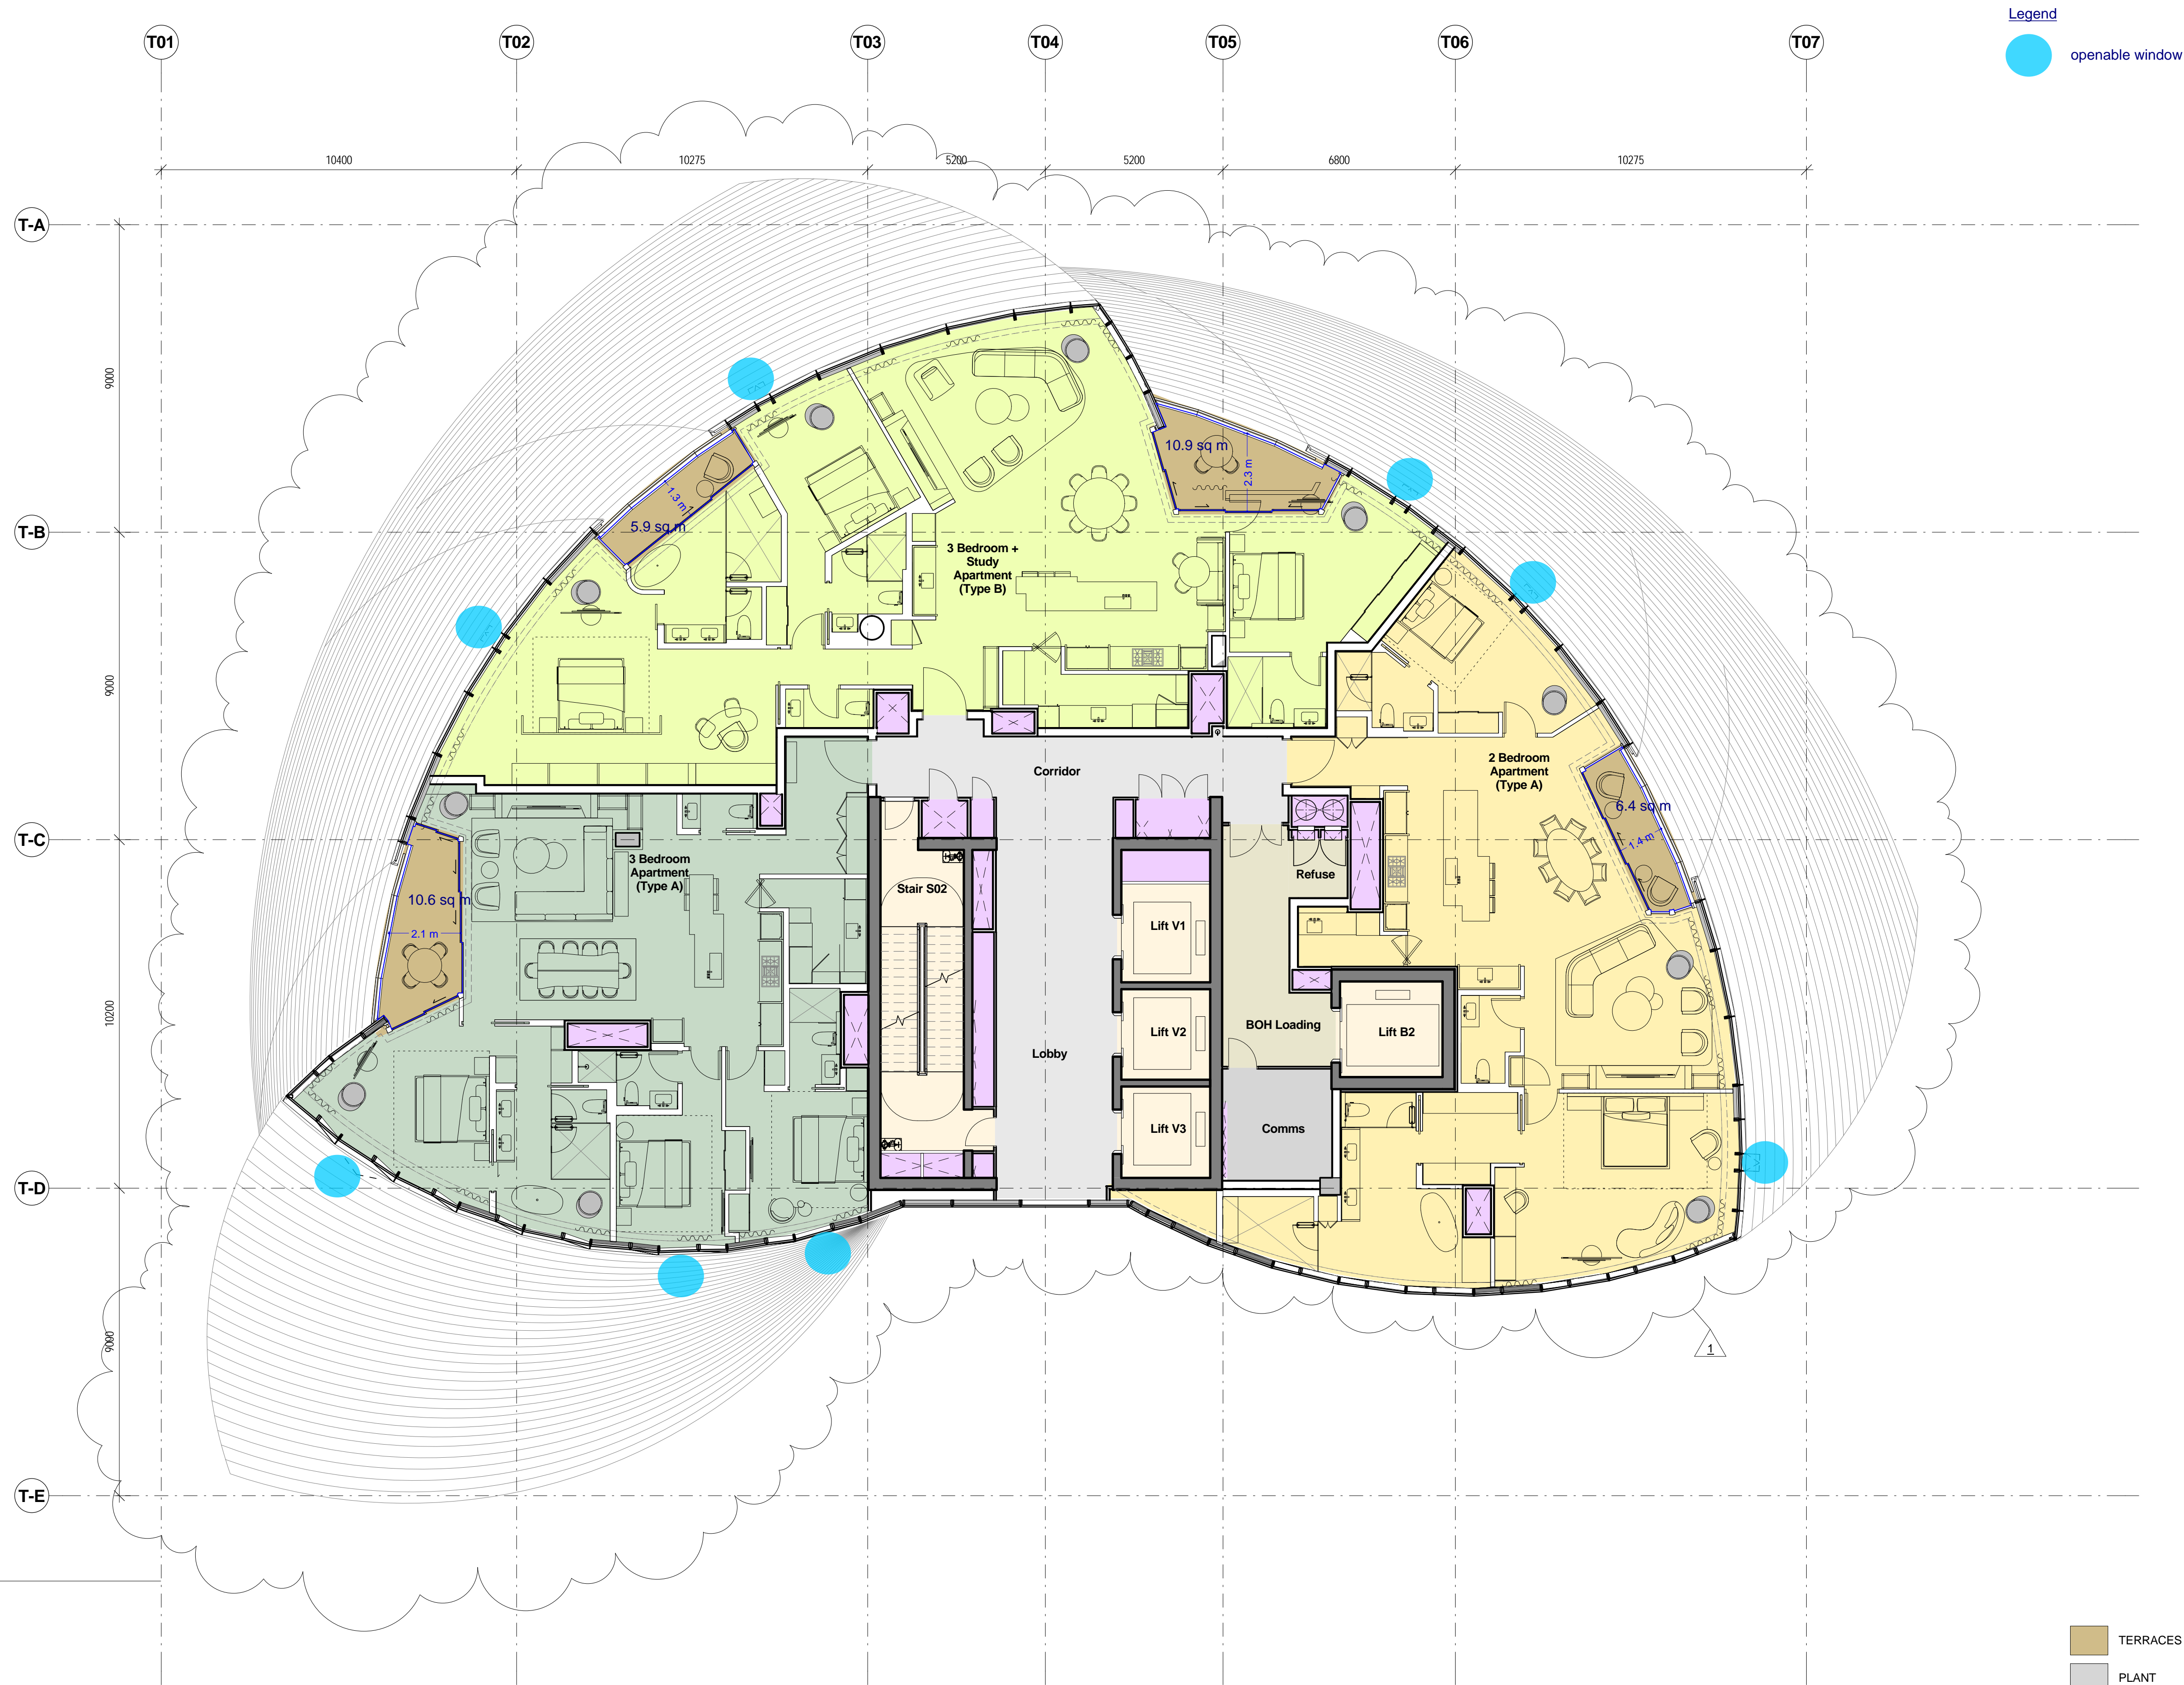 Legend
openable window
T01
T02
T03
T04
T05
T06
T07
10400
10275
5200
5200
6800
10275
T-A
9000
T-B
9000
T-C
10200
T-D
9000
T-E
10.9 sq m
2.3 m
1.3 m
5.9 sq m
3 Bedroom +
Study
Apartment
(Type B)
Corridor
2 Bedroom
Apartment
(Type A)
6.4 sq m
1.4 m
3 Bedroom
Apartment
(Type A)
10.6 sq m
2.1 m
Stair S02
Refuse
Lift V1
Lift V2
Lift V3
Lobby
BOH Loading
Lift B2
Comms
1
TERRACES
PLANT